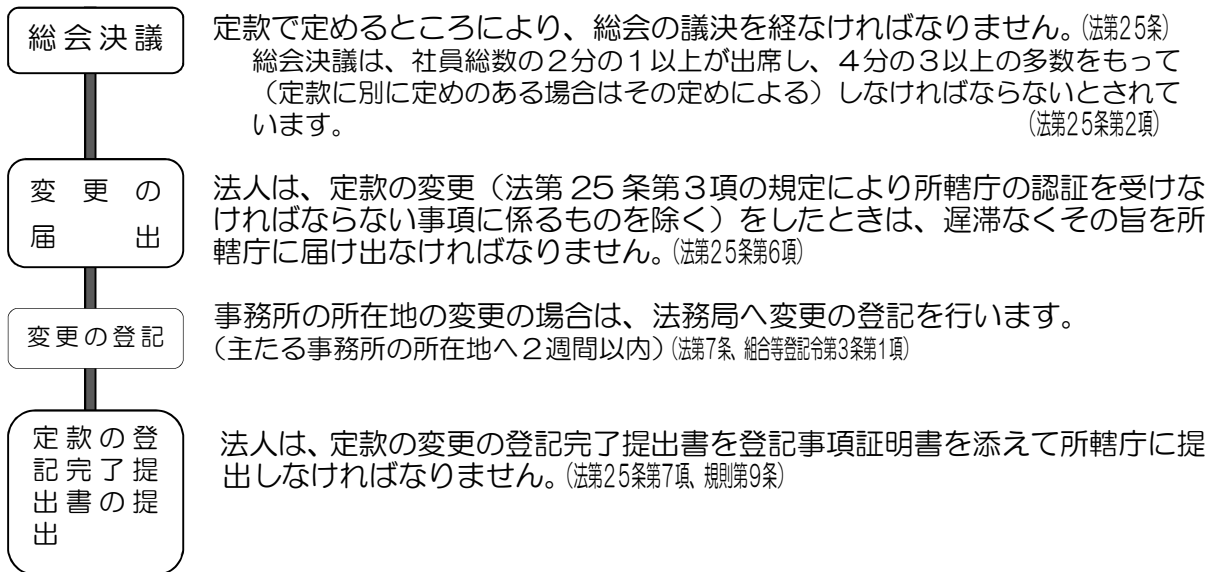 総会決議
定款で定めるところにより、総会の議決を経なければなりません。(法第25条)
総会決議は、社員総数の2分の1以上が出席し、4分の3以上の多数をもって
(定款に別に定めのある場合はその定めによる)しなければならないとされて
います。 (法第25条第2項)
変更の
届出
法人は、定款の変更(法第 25 条第3項の規定により所轄庁の認証を受けな
ければならない事項に係るものを除く)をしたときは、遅滞なくその旨を所
轄庁に届け出なければなりません。(法第25条第6項)
変更の登記
事務所の所在地の変更の場合は、法務局へ変更の登記を行います。
(主たる事務所の所在地へ2週間以内)(法第7条、組合等登記令第3条第1項)
定款の登
記完了提
出書の提
出
法人は、定款の変更の登記完了提出書を登記事項証明書を添えて所轄庁に提
出しなければなりません。(法第25条第7項、規則第9条)